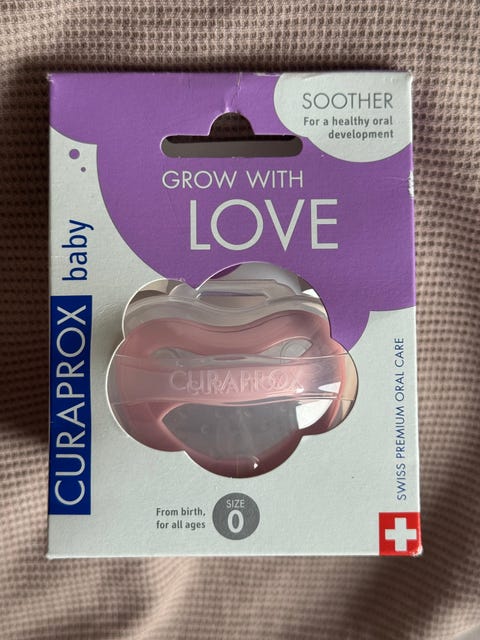 SOOTHER
For a healthy oral
development
GROW WITH
LOVE
CURAPROX baby
CURAPROX
SWISS PREMIUM ORAL CARE
From birth,
for all ages
SIZE
0